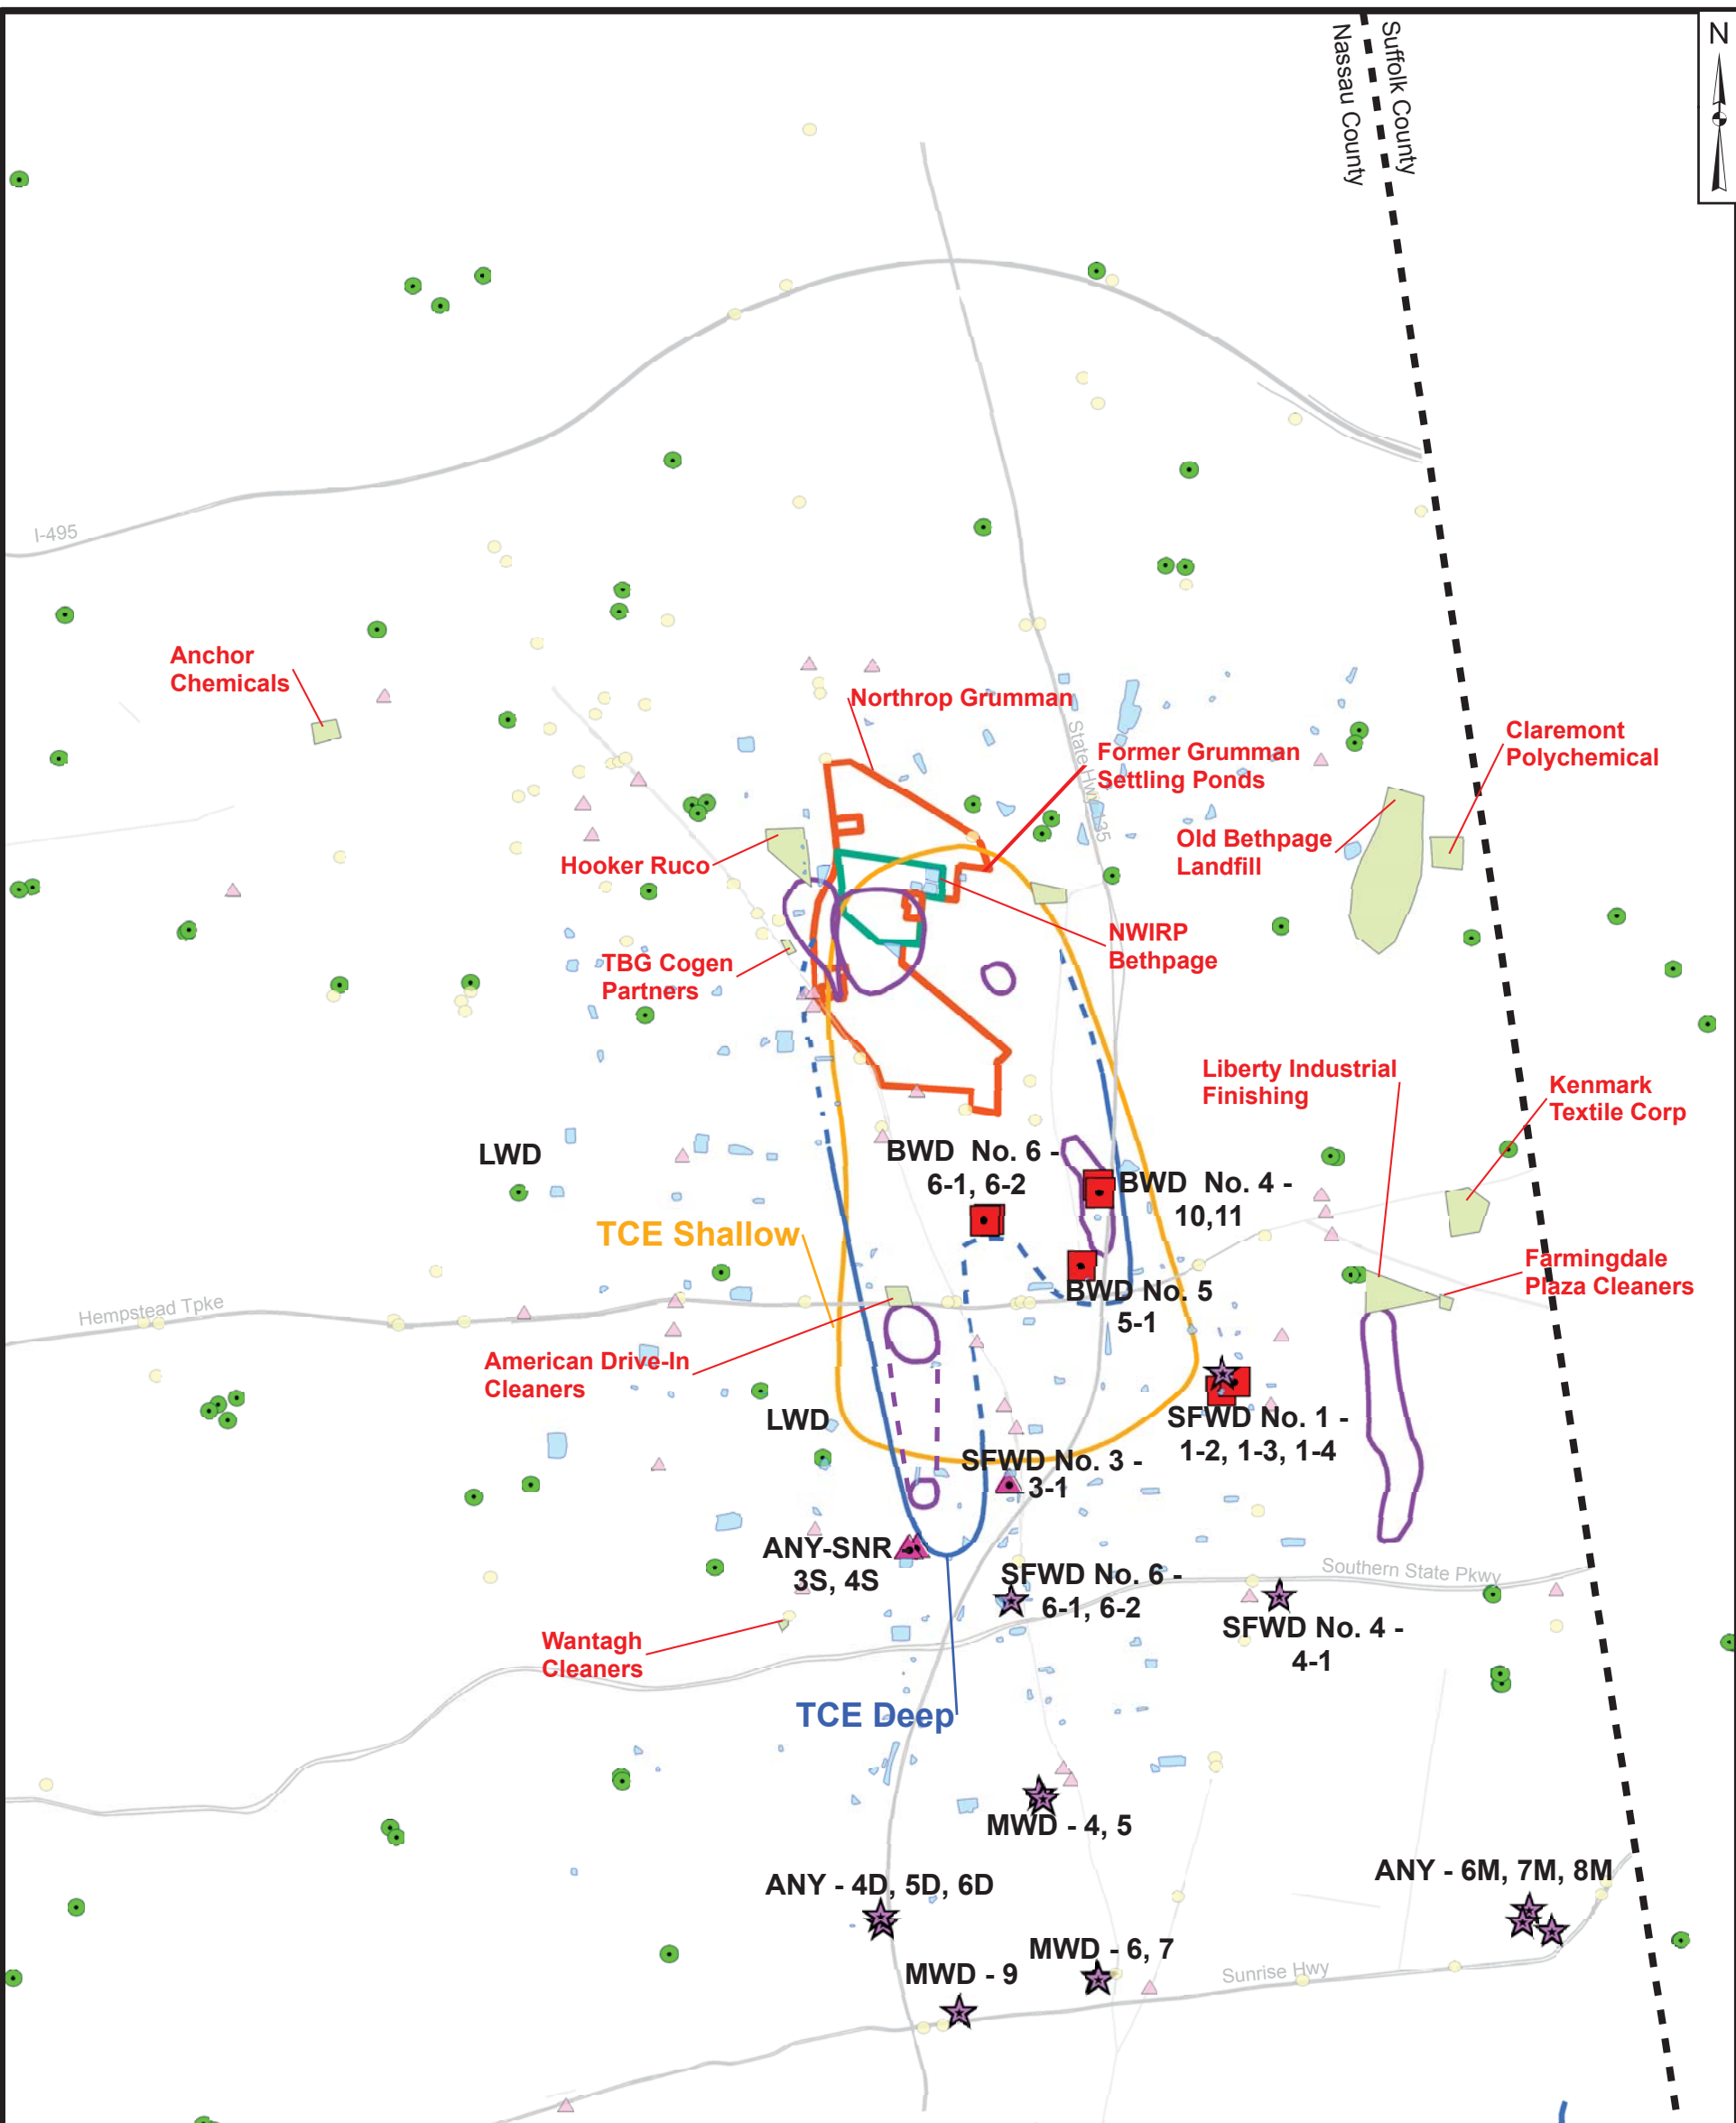 N
Suffolk County
Nassau County
I-495
Anchor
Chemicals
Northrop Grumman
State Hwy 135
Former Grumman
Settling Ponds
Claremont
Polychemical
Old Bethpage
Landfill
Hooker Ruco
NWIRP
Bethpage
TBG Cogen
Partners
Liberty Industrial
Finishing
Kenmark
Textile Corp
LWD
BWD No. 6 -
6-1, 6-2
BWD No. 4 -
10,11
TCE Shallow
Farmingdale
Plaza Cleaners
BWD No. 5
5-1
Hempstead Tpke
American Drive-In
Cleaners
LWD
SFWD No. 1 -
1-2, 1-3, 1-4
SFWD No. 3 -
3-1
ANY-SNR
3S, 4S
SFWD No. 6 -
6-1, 6-2
Southern State Pkwy
SFWD No. 4 -
4-1
Wantagh
Cleaners
TCE Deep
MWD - 4, 5
ANY - 4D, 5D, 6D
ANY - 6M, 7M, 8M
MWD - 6, 7
MWD - 9
Sunrise Hwy